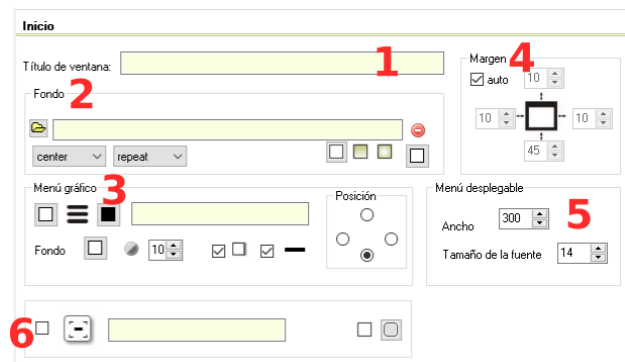 Inicio
Título de ventana: 1
Fondo 2
center repeat
Margen 4
auto 10
10 10
45
Menú gráfico 3
Fondo 10
Posición
Menú desplegable
Ancho 300 5
Tamaño de la fuente 14
6